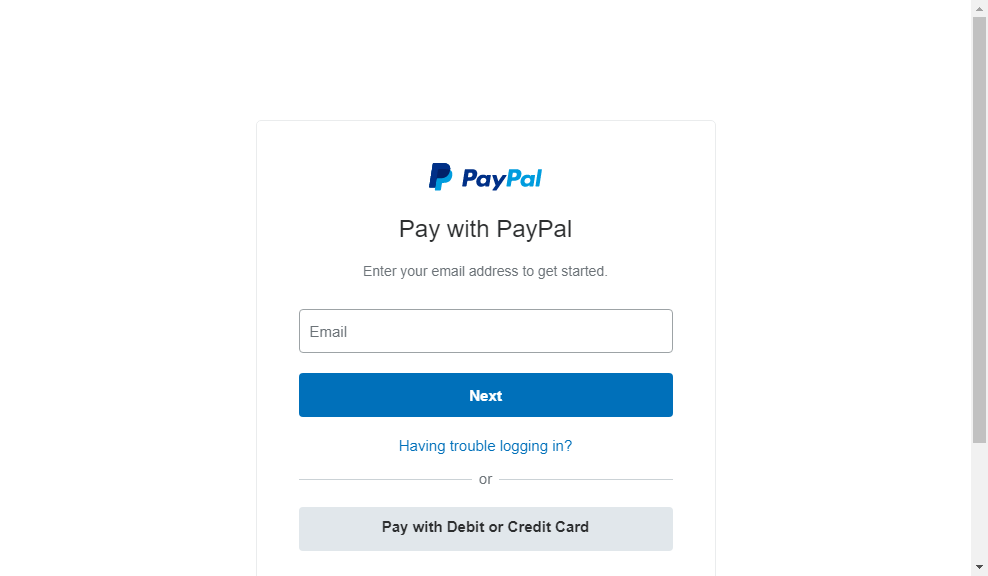 PayPal
Pay with PayPal
Enter your email address to get started.
Email
Next
Having trouble logging in?
or
Pay with Debit or Credit Card